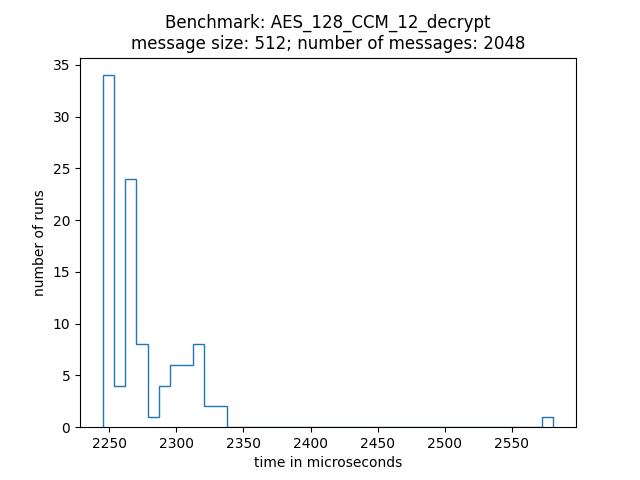 Benchmark: AES_128_CCM_12_decrypt
message size: 512; number of messages: 2048
35
30
25
20
15
10
5
0
number of runs
2250 2300 2350 2400 2450 2500 2550
time in microseconds